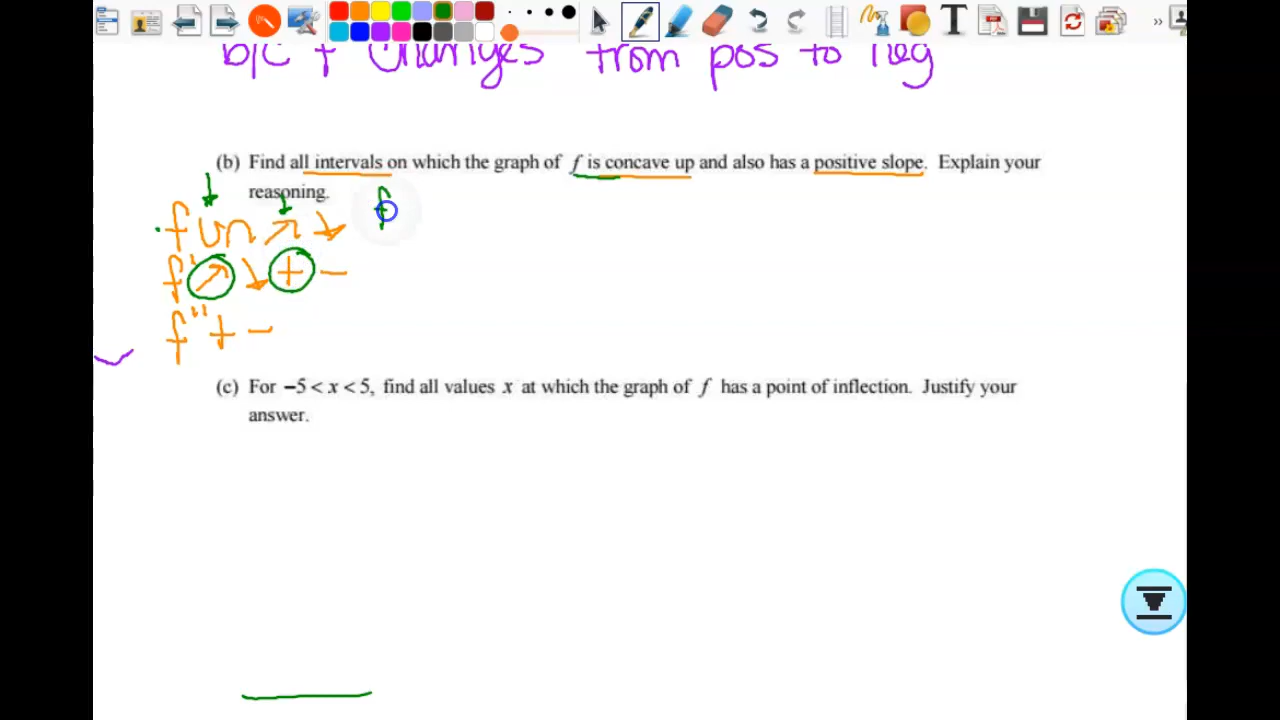 b/c f changes from pos to neg
(b) Find all intervals on which the graph of f is concave up and also has a positive slope. Explain your
reasoning.
f ∪ ∩ ↗ ↘ f
f' ↗ ↘ + −
f'' + −
(c) For −5 < x < 5, find all values x at which the graph of f has a point of inflection. Justify your
answer.